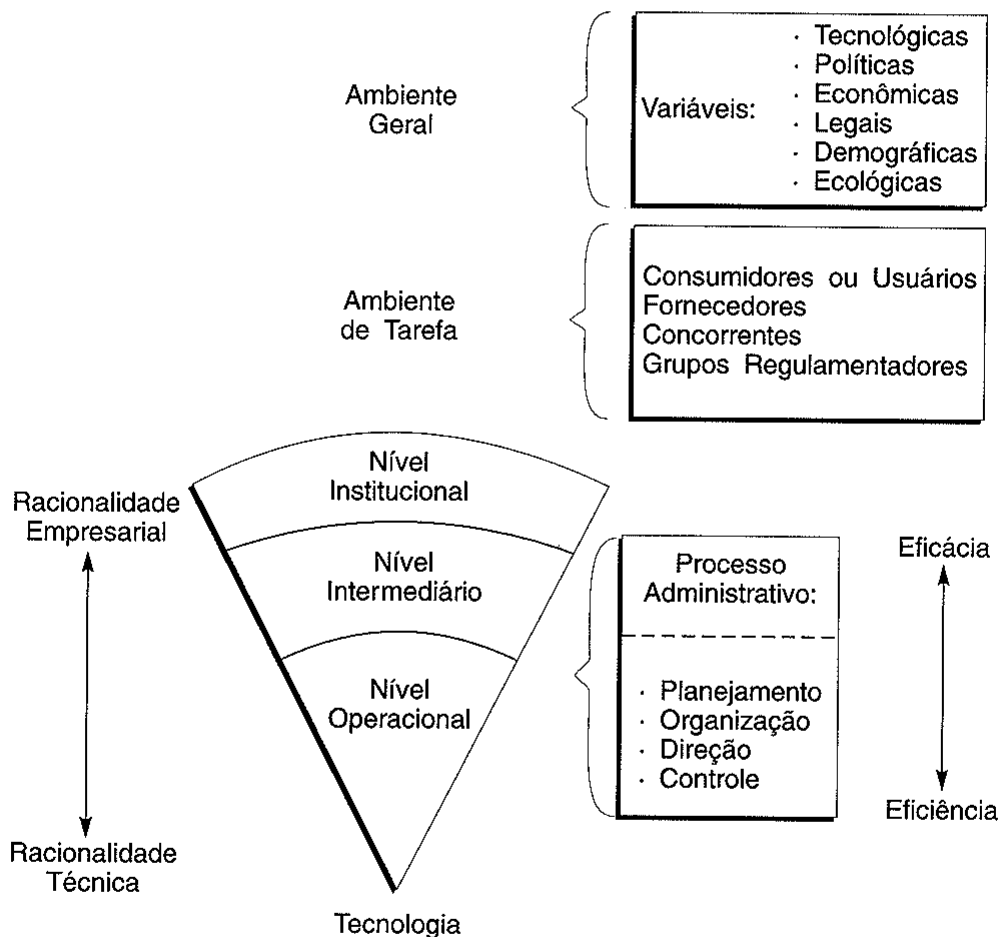 Ambiente
Geral
Variáveis:
· Tecnológicas
· Políticas
· Econômicas
· Legais
· Demográficas
· Ecológicas
Ambiente
de Tarefa
Consumidores ou Usuários
Fornecedores
Concorrentes
Grupos Regulamentadores
Racionalidade
Empresarial
Racionalidade
Técnica
Nível
Institucional
Nível
Intermediário
Nível
Operacional
Tecnologia
Processo
Administrativo:
· Planejamento
· Organização
· Direção
· Controle
Eficácia
Eficiência